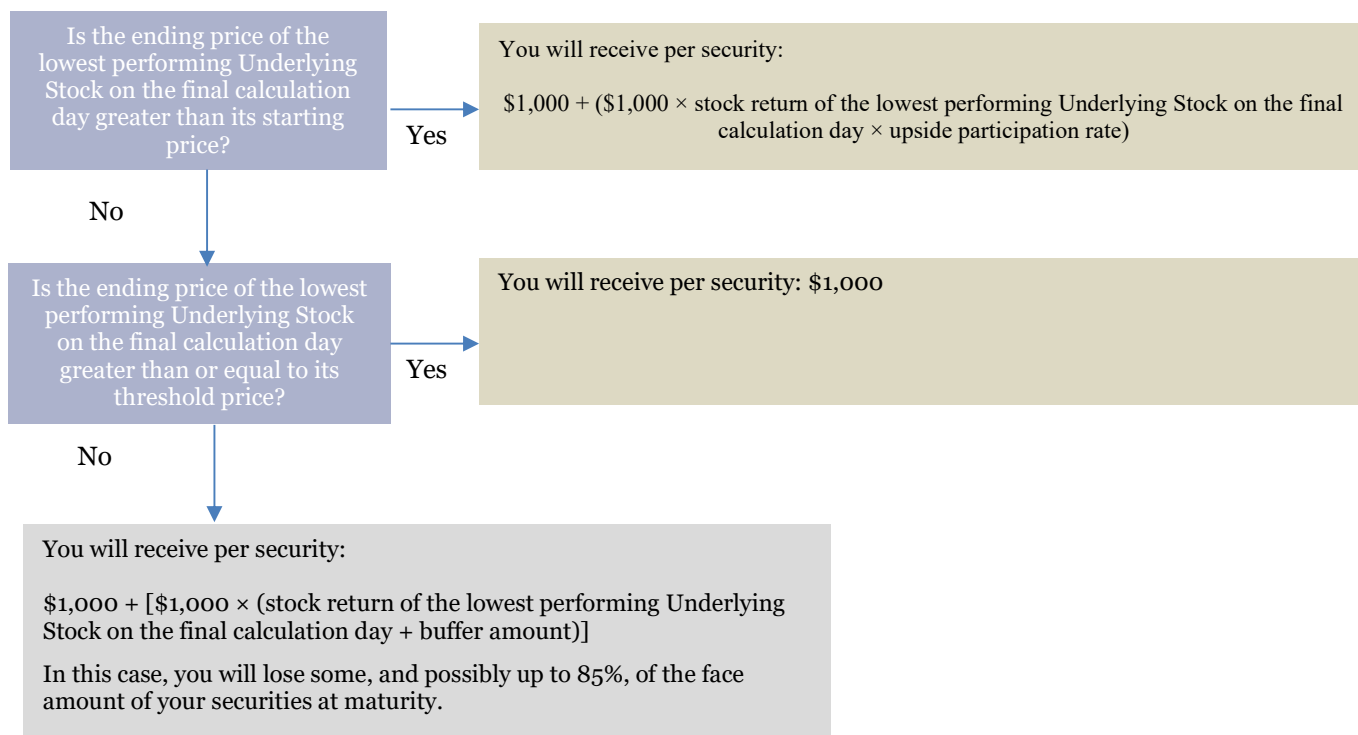 Is the ending price of the
lowest performing Underlying
Stock on the final calculation
day greater than its starting
price?
Yes
You will receive per security:
$1,000 + ($1,000 × stock return of the lowest performing Underlying Stock on the final
calculation day × upside participation rate)
No
Is the ending price of the lowest
performing Underlying Stock
on the final calculation day
greater than or equal to its
threshold price?
Yes
You will receive per security: $1,000
No
You will receive per security:
$1,000 + [$1,000 × (stock return of the lowest performing Underlying
Stock on the final calculation day + buffer amount)]
In this case, you will lose some, and possibly up to 85%, of the face
amount of your securities at maturity.